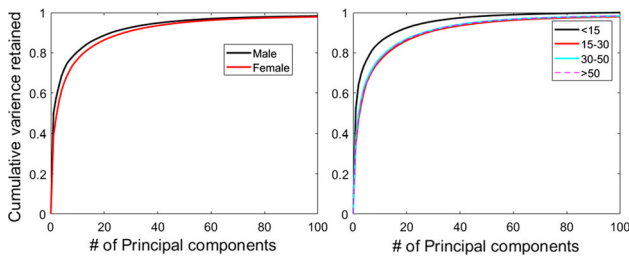 Cumulative varience retained
1
0.8
0.6
0.4
0.2
0
0 20 40 60 80 100
# of Principal components
Male
Female
1
0.8
0.6
0.4
0.2
0
0 20 40 60 80 100
# of Principal components
<15
15-30
30-50
>50